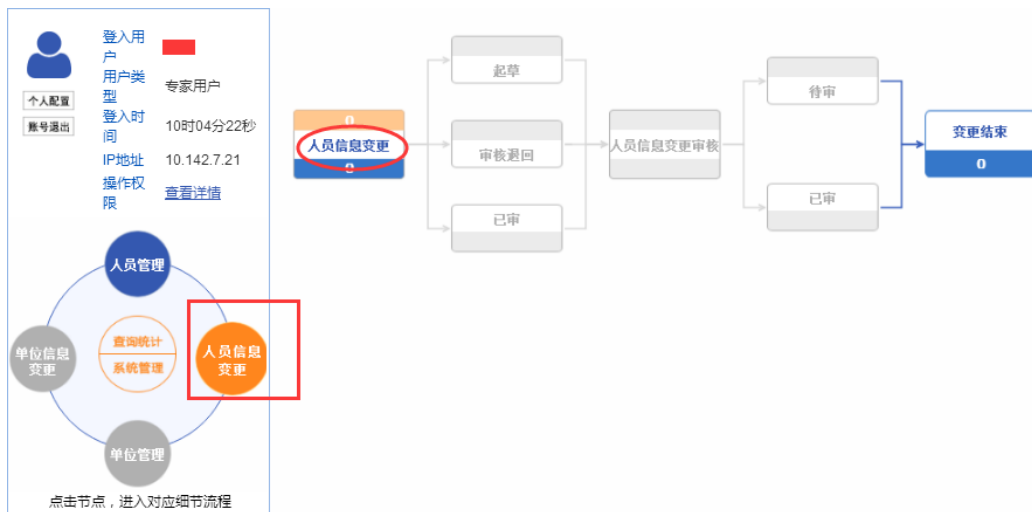 登入用
户
用户类
型
专家用户
登入时
间
10时04分22秒
IP地址
10.142.7.21
操作权
限
查看详情
个人配置
账号退出
人员管理
查询统计
系统管理
单位信息
变更
人员信息
变更
单位管理
点击节点，进入对应细节流程
0
人员信息变更
0
起草
审核退回
已审
人员信息变更审核
待审
已审
变更结束
0